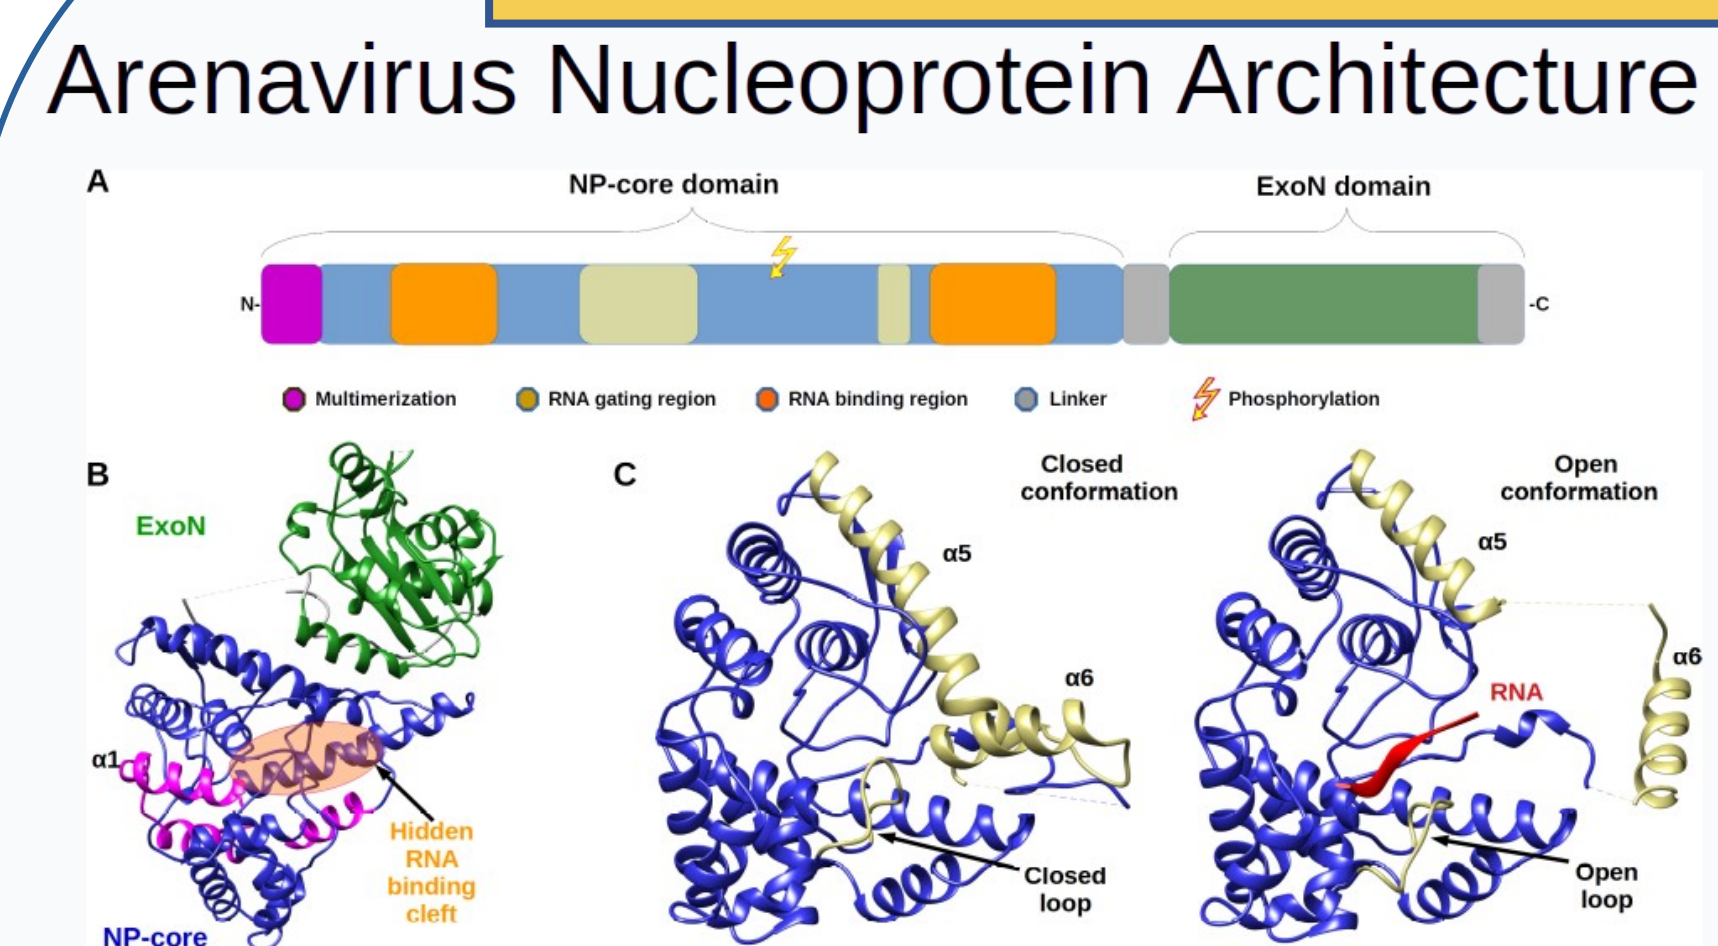 Arenavirus Nucleoprotein Architecture
A
NP-core domain
ExoN domain
N-
-C
Multimerization
RNA gating region
RNA binding region
Linker
Phosphorylation
B
ExoN
α1
Hidden
RNA
binding
cleft
NP-core
C
Closed
conformation
α5
α6
Closed
loop
Open
conformation
α5
α6
RNA
Open
loop